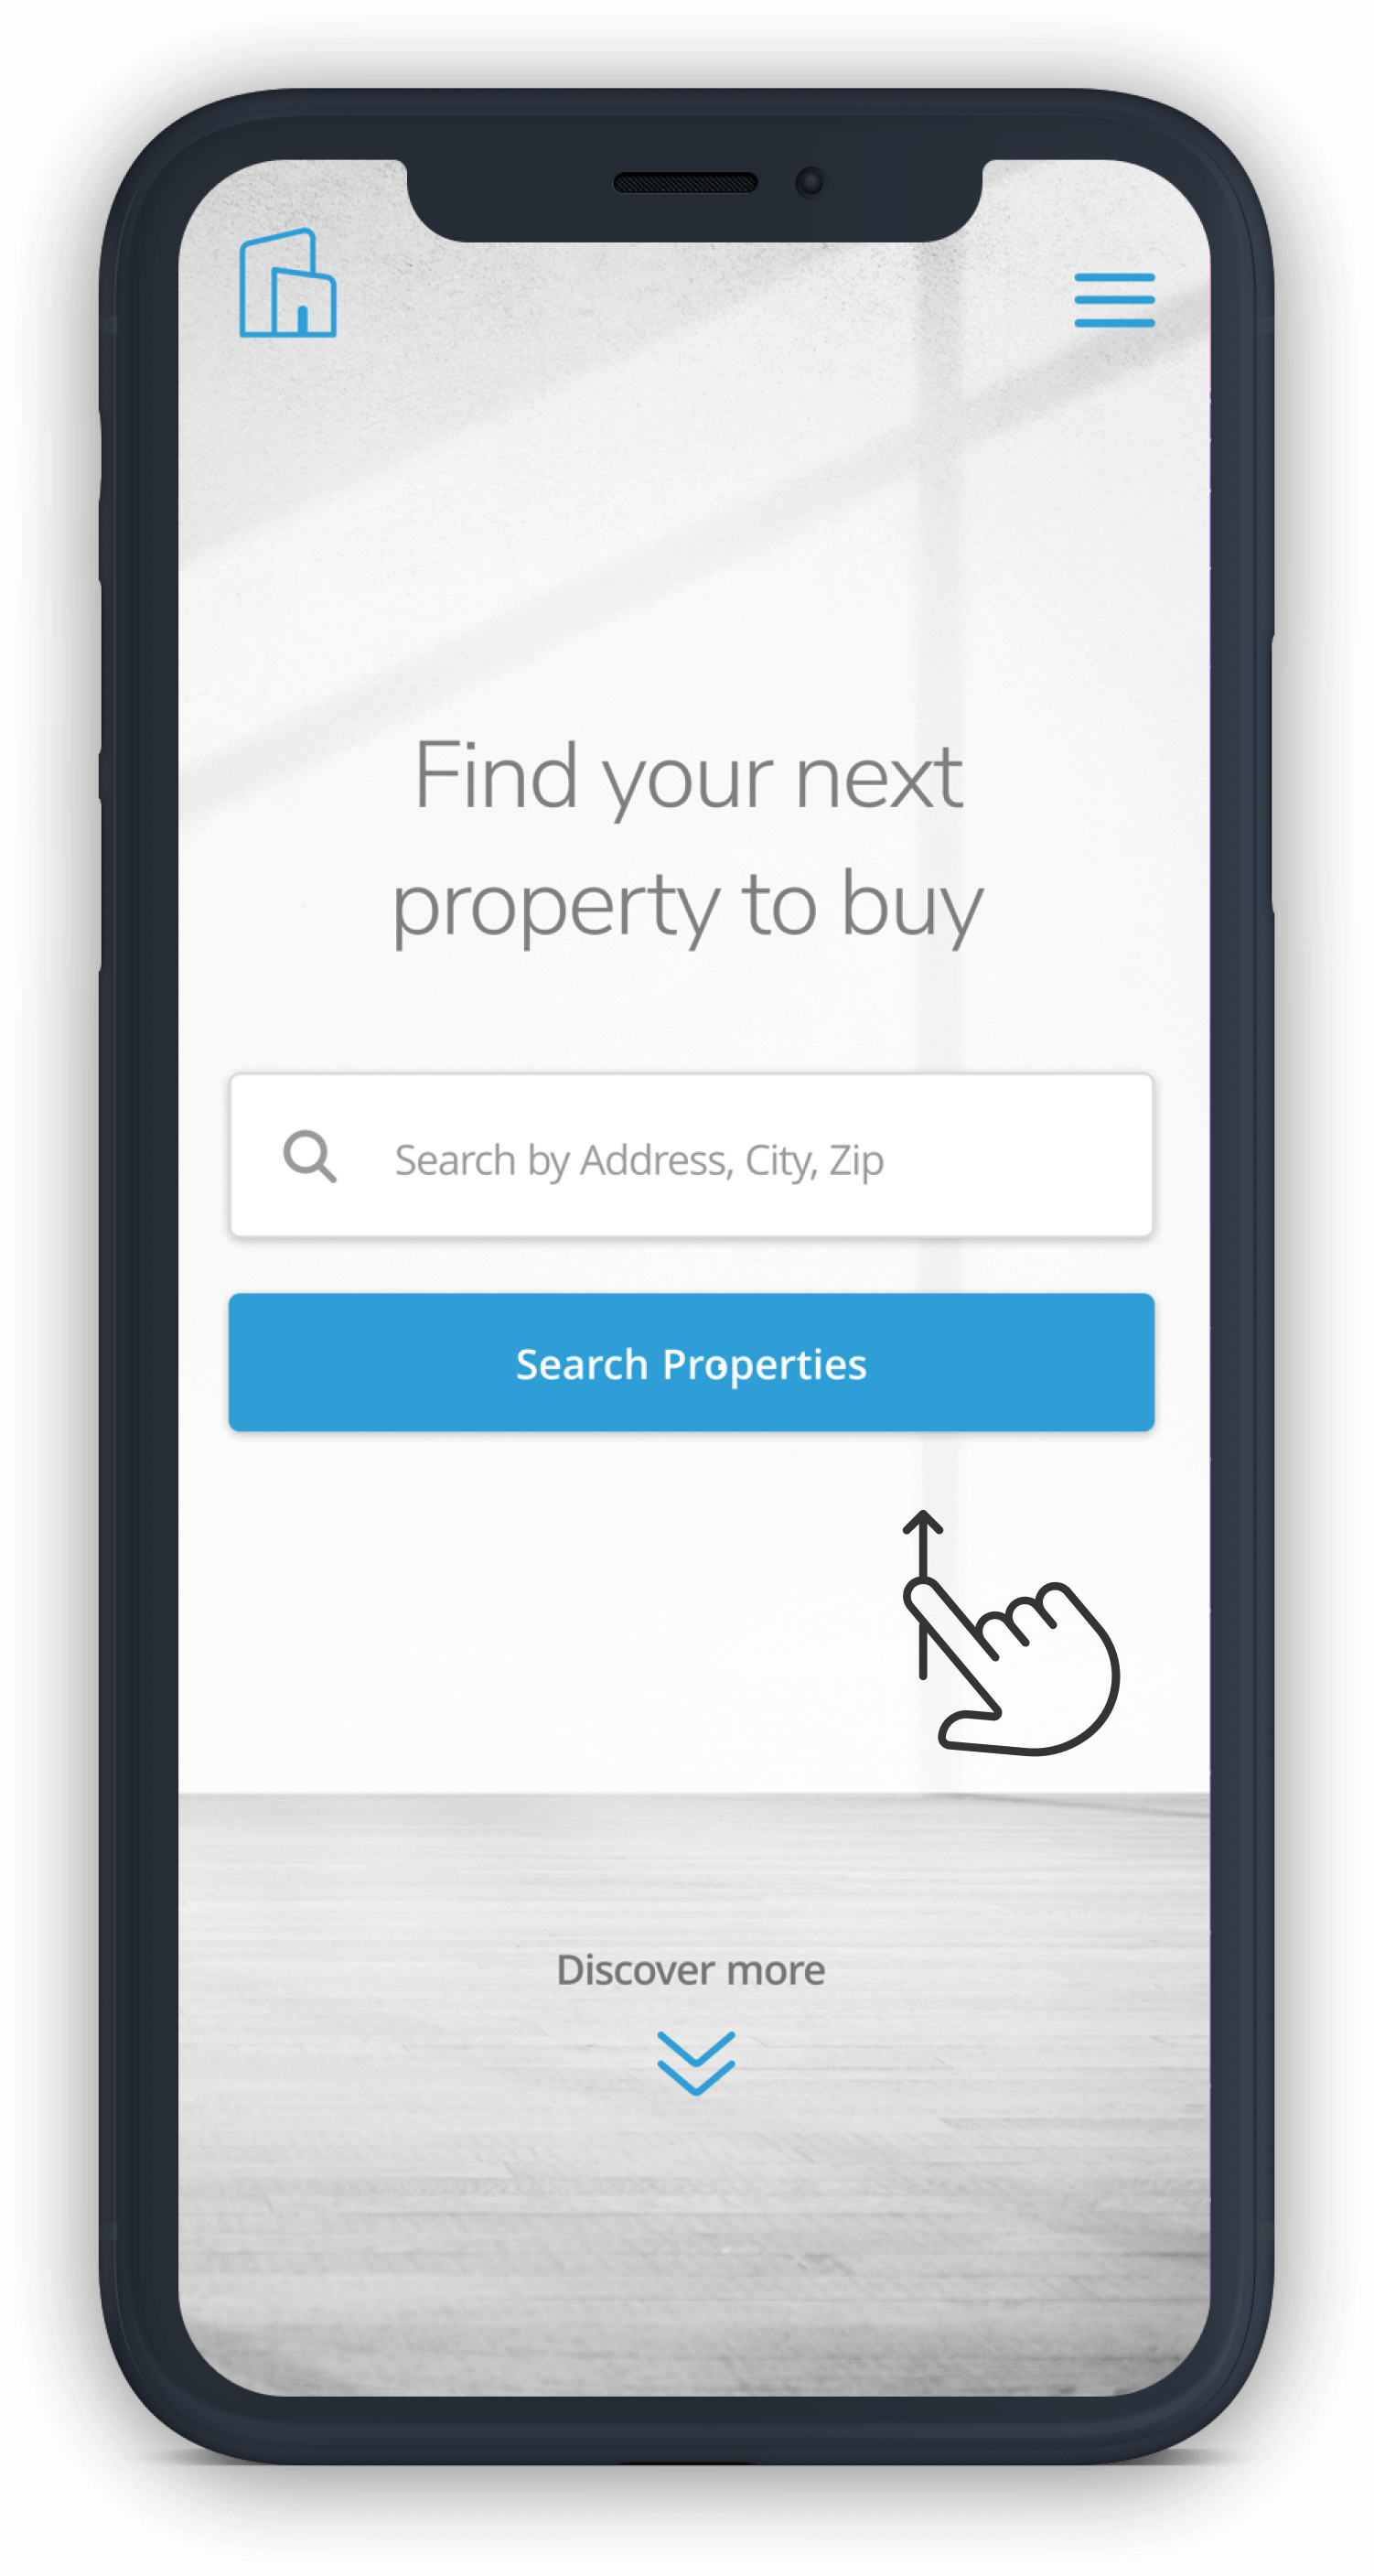 Find your next
property to buy
Search by Address, City, Zip
Search Properties
Discover more